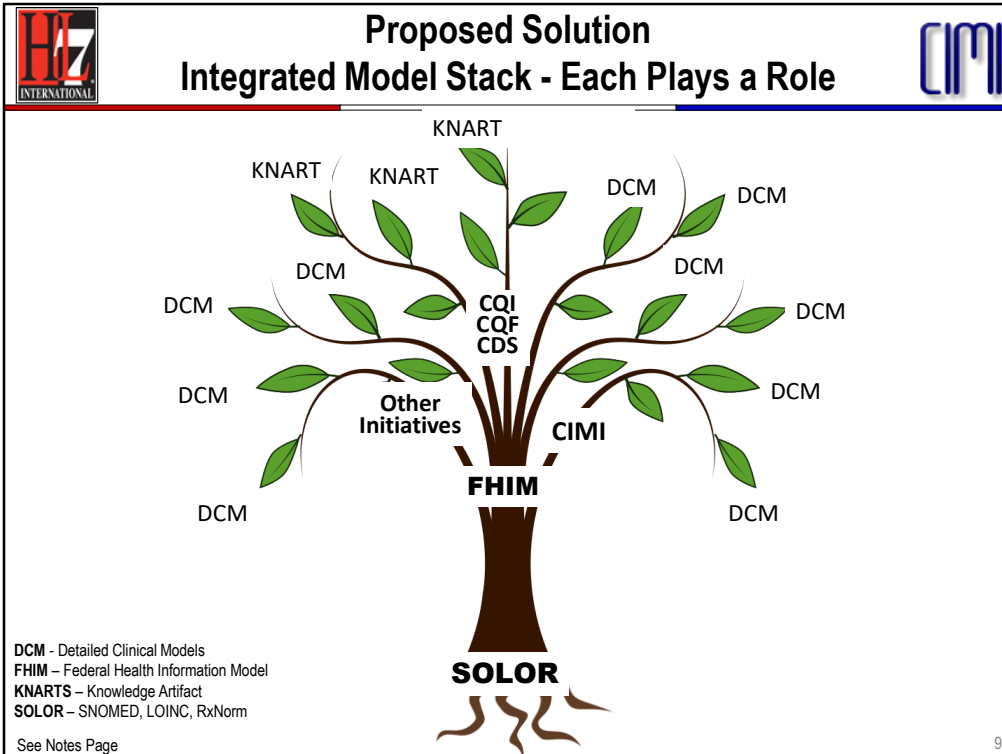 HL7
INTERNATIONAL
Proposed Solution
Integrated Model Stack - Each Plays a Role
CIMI
KNART
KNART
KNART
DCM
DCM
DCM
DCM
DCM
DCM
CQI
CQF
CDS
DCM
DCM
Other
Initiatives
CIMI
FHIM
DCM
DCM
SOLOR
DCM - Detailed Clinical Models
FHIM – Federal Health Information Model
KNARTS – Knowledge Artifact
SOLOR – SNOMED, LOINC, RxNorm
See Notes Page
9